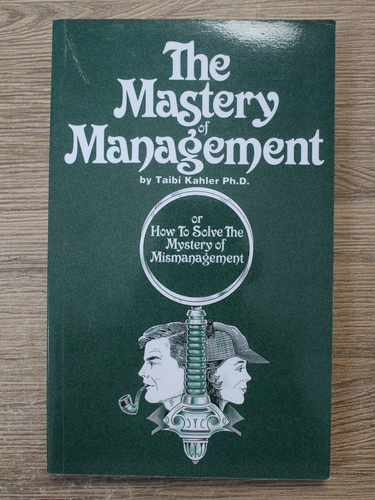 The
Mastery
of
Management
by Taibi Kahler Ph.D.
or
How To Solve The
Mystery of
Mismanagement